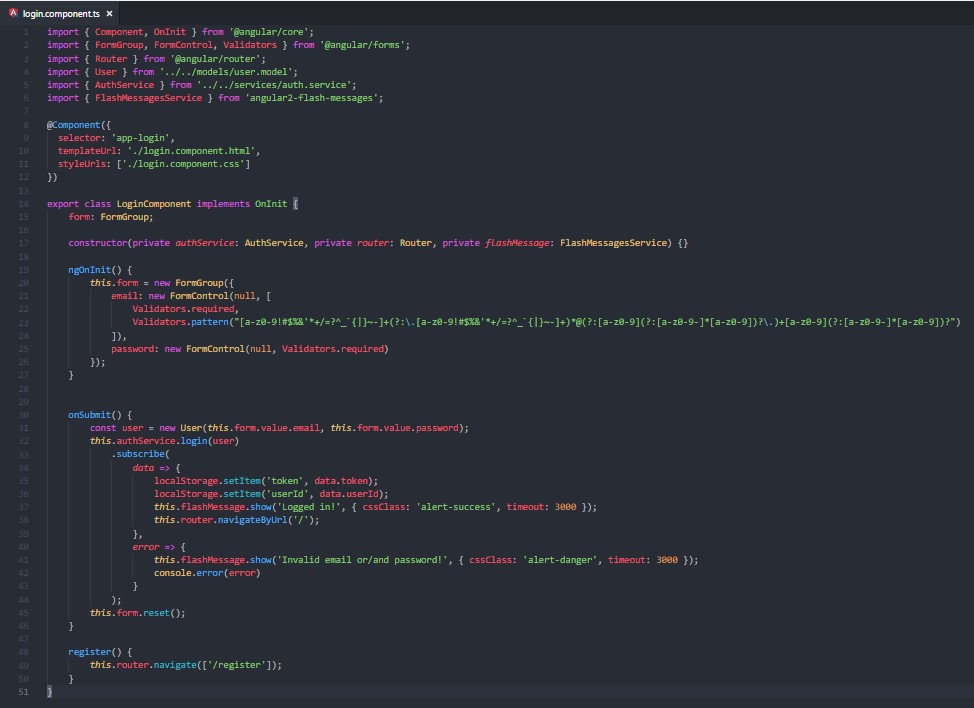 login.component.ts ×
1 import { Component, OnInit } from '@angular/core';
2 import { FormGroup, FormControl, Validators } from '@angular/forms';
3 import { Router } from '@angular/router';
4 import { User } from '../../models/user.model';
5 import { AuthService } from '../../services/auth.service';
6 import { FlashMessagesService } from 'angular2-flash-messages';
7
8 @Component({
9   selector: 'app-login',
10   templateUrl: './login.component.html',
11   styleUrls: ['./login.component.css']
12 })
13
14 export class LoginComponent implements OnInit {
15     form: FormGroup;
16
17     constructor(private authService: AuthService, private router: Router, private flashMessage: FlashMessagesService) {}
18
19     ngOnInit() {
20         this.form = new FormGroup({
21             email: new FormControl(null, [
22                 Validators.required,
23                 Validators.pattern("[a-z0-9!#$%&'*+/=?^_`{|}~-]+(?:\.[a-z0-9!#$%&'*+/=?^_`{|}~-]+)*@(?:[a-z0-9](?:[a-z0-9-]*[a-z0-9])?\.)+[a-z0-9](?:[a-z0-9-]*[a-z0-9])?")
24             ]),
25             password: new FormControl(null, Validators.required)
26         });
27     }
28
29
30     onSubmit() {
31         const user = new User(this.form.value.email, this.form.value.password);
32         this.authService.login(user)
33             .subscribe(
34                 data => {
35                     localStorage.setItem('token', data.token);
36                     localStorage.setItem('userId', data.userId);
37                     this.flashMessage.show('Logged in!', { cssClass: 'alert-success', timeout: 3000 });
38                     this.router.navigateByUrl('/');
39                 },
40                 error => {
41                     this.flashMessage.show('Invalid email or/and password!', { cssClass: 'alert-danger', timeout: 3000 });
42                     console.error(error)
43                 }
44             );
45         this.form.reset();
46     }
47
48     register() {
49         this.router.navigate(['/register']);
50     }
51 }